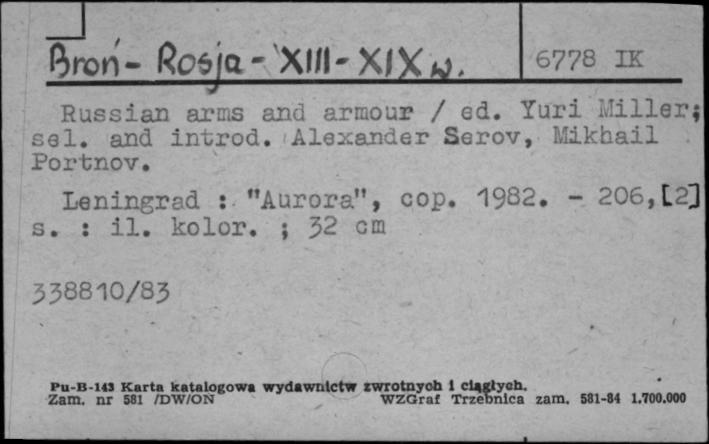 Broń - Rosja - XIII - XIX w.
6778 IK
Russian arms and armour / ed. Yuri Miller;
sel. and introd. Alexander Serov, Mikhail
Portnov.
Leningrad : "Aurora", cop. 1982. - 206,[2]
s. : il. kolor. ; 32 cm
338810/83
Pu-B-143 Karta katalogowa wydawnictw zwrotnych i ciągłych.
Zam. nr 581 /DW/ON WZGraf Trzebnica zam. 581-84 1.700.000